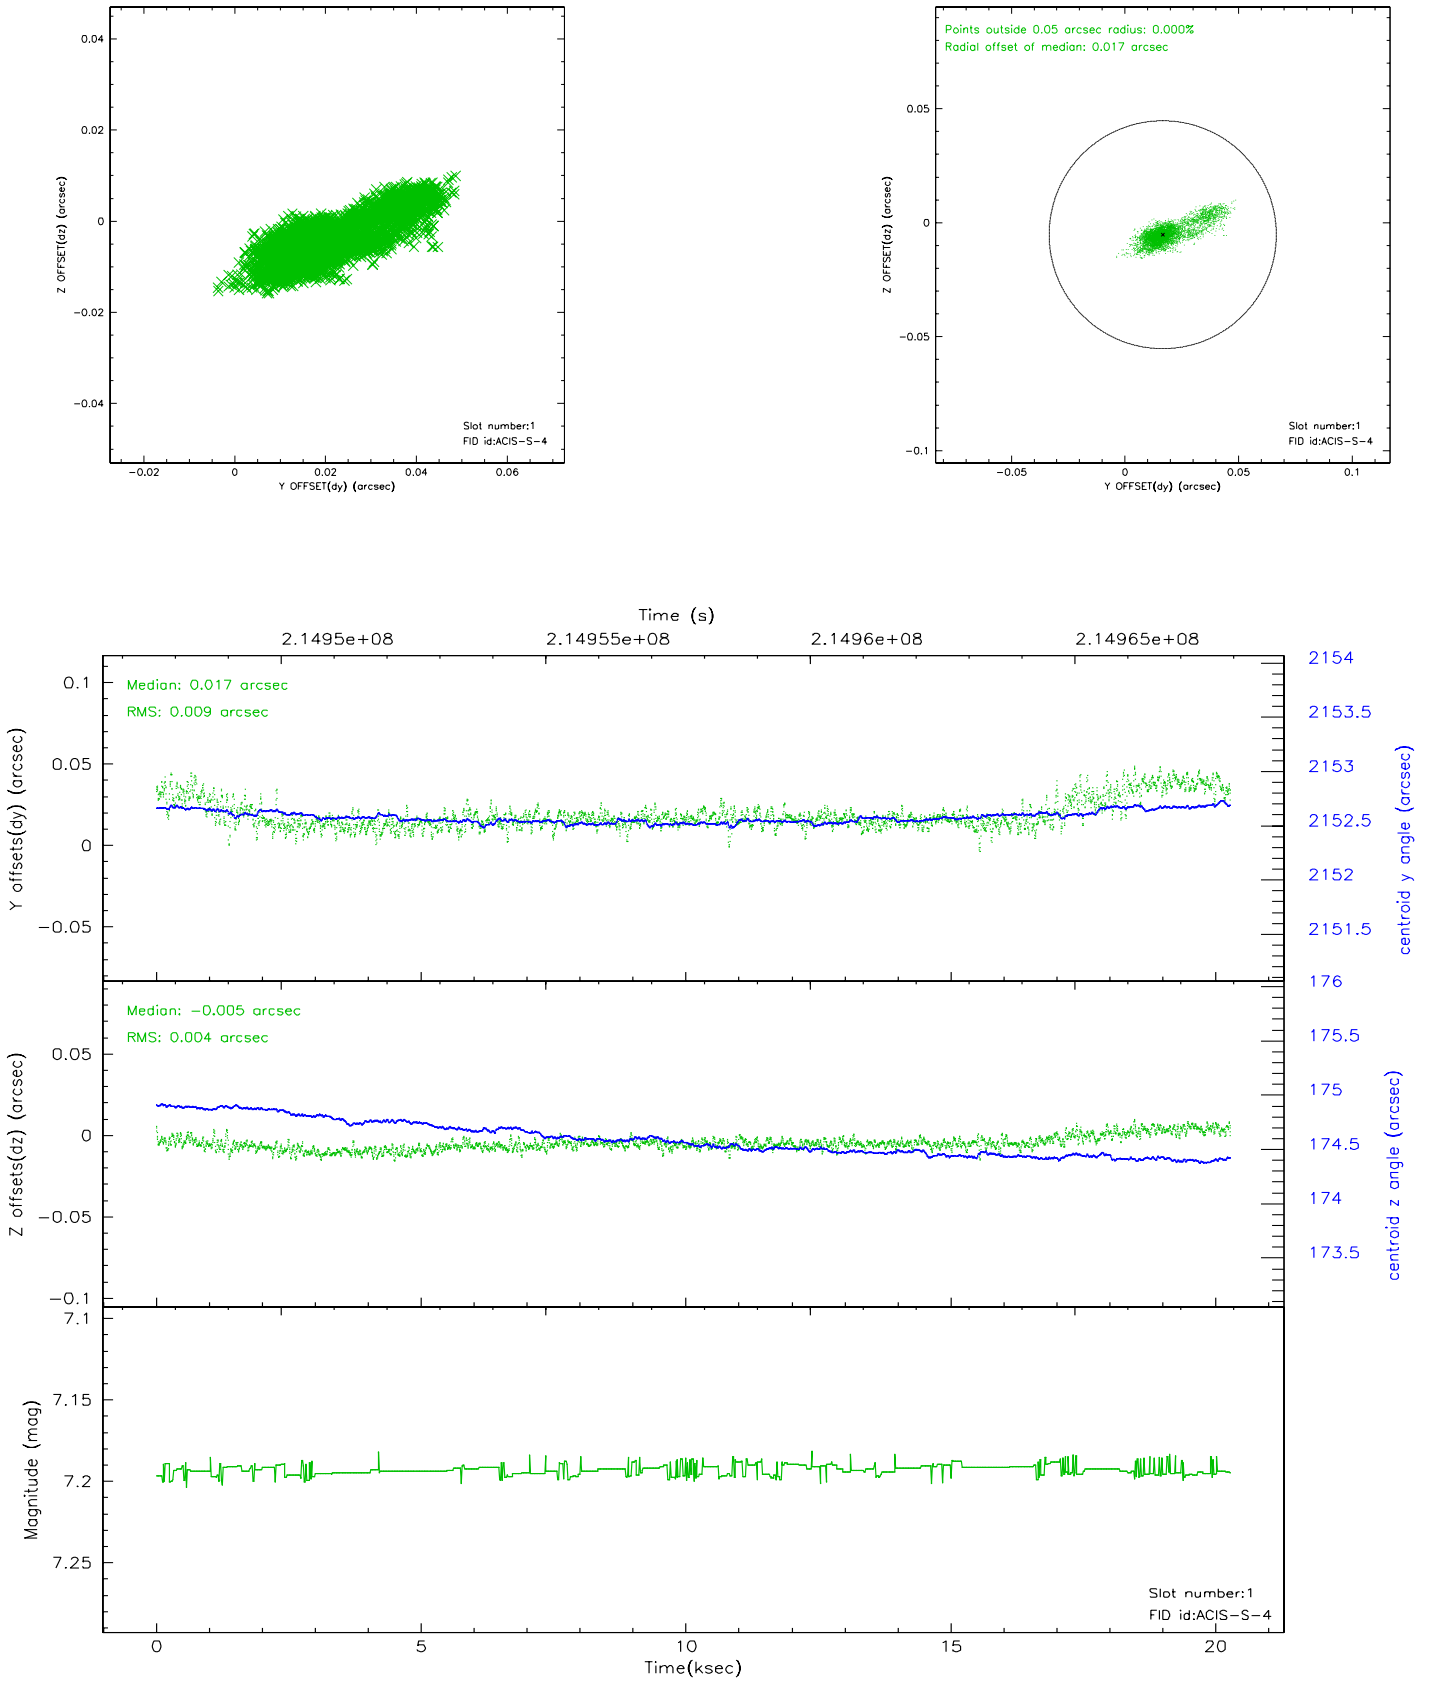 0.04
0.02
0
-0.02
-0.04
Z OFFSET(dz) (arcsec)
Slot number:1
FID id:ACIS-S-4
-0.02 0 0.02 0.04 0.06
Y OFFSET(dy) (arcsec)
Points outside 0.05 arcsec radius: 0.000%
Radial offset of median: 0.017 arcsec
0.05
0
-0.05
-0.1
Z OFFSET(dz) (arcsec)
Slot number:1
FID id:ACIS-S-4
-0.05 0 0.05 0.1
Y OFFSET(dy) (arcsec)
Time (s)
2.1495e+08 2.14955e+08 2.1496e+08 2.14965e+08
Median: 0.017 arcsec
RMS: 0.009 arcsec
0.1
0.05
0
-0.05
Y offsets(dy) (arcsec)
2154
2153.5
2153
2152.5
2152
2151.5
centroid y angle (arcsec)
Median: -0.005 arcsec
RMS: 0.004 arcsec
0.05
0
-0.05
-0.1
Z offsets(dz) (arcsec)
176
175.5
175
174.5
174
173.5
centroid z angle (arcsec)
7.1
7.15
7.2
7.25
Magnitude (mag)
Slot number:1
FID id:ACIS-S-4
0 5 10 15 20
Time(ksec)